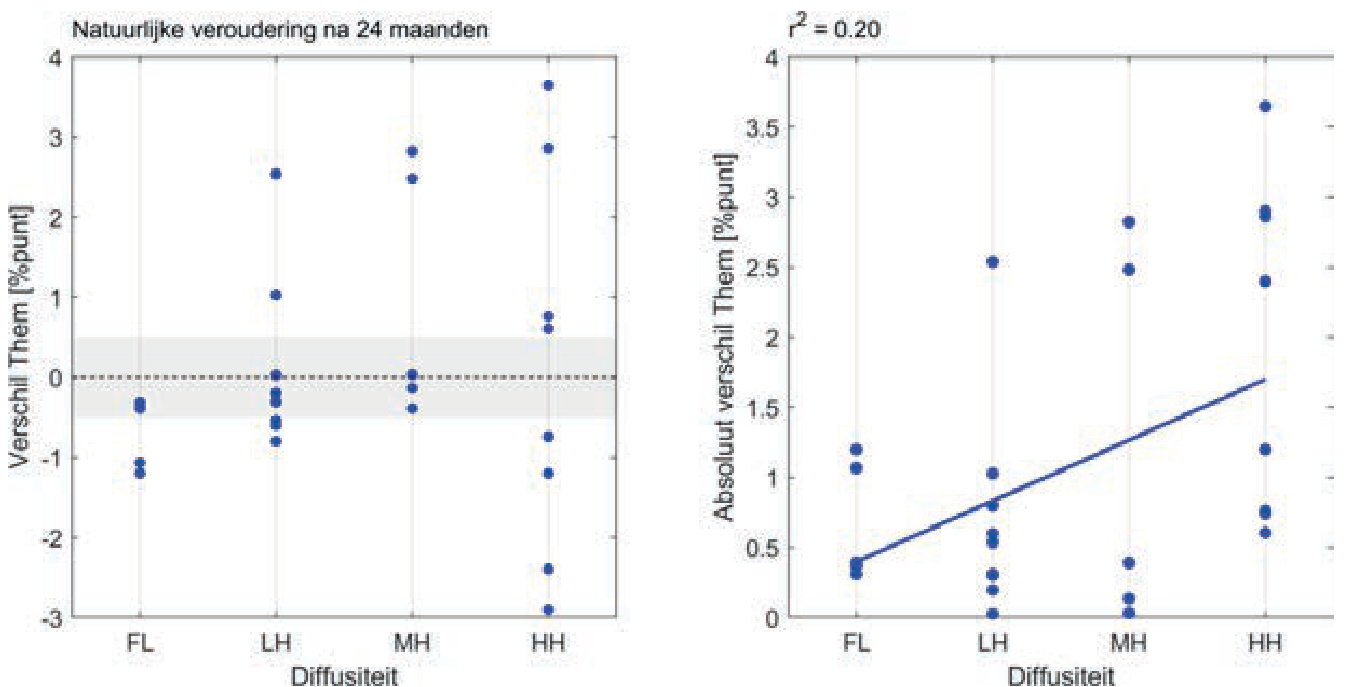 Natuurlijke veroudering na 24 maanden
Verschil Them [%punt]
4
3
2
1
0
-1
-2
-3
FL LH MH HH
Diffusiteit
r² = 0.20
Absoluut verschil Them [%punt]
4
3.5
3
2.5
2
1.5
1
0.5
0
FL LH MH HH
Diffusiteit